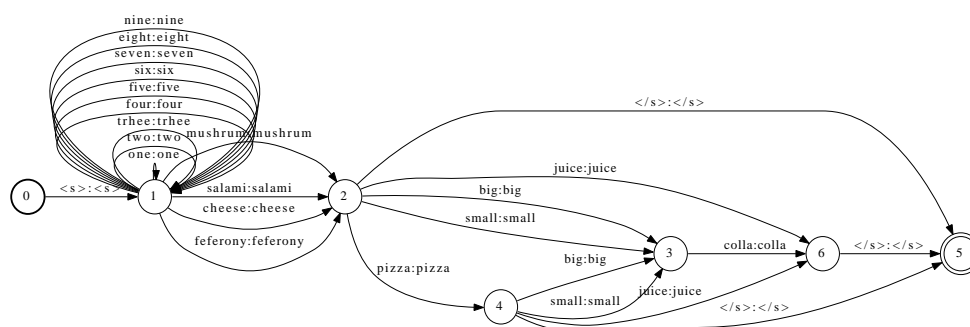 nine:nine
eight:eight
seven:seven
six:six
five:five
four:four
trhee:trhee
two:two
one:one
mushrum:mushrum
</s>:</s>
0
<s>:<s>
1
salami:salami
cheese:cheese
feferony:feferony
2
juice:juice
big:big
small:small
pizza:pizza
big:big
small:small
3
colla:colla
6
</s>:</s>
5
4
juice:juice
</s>:</s>